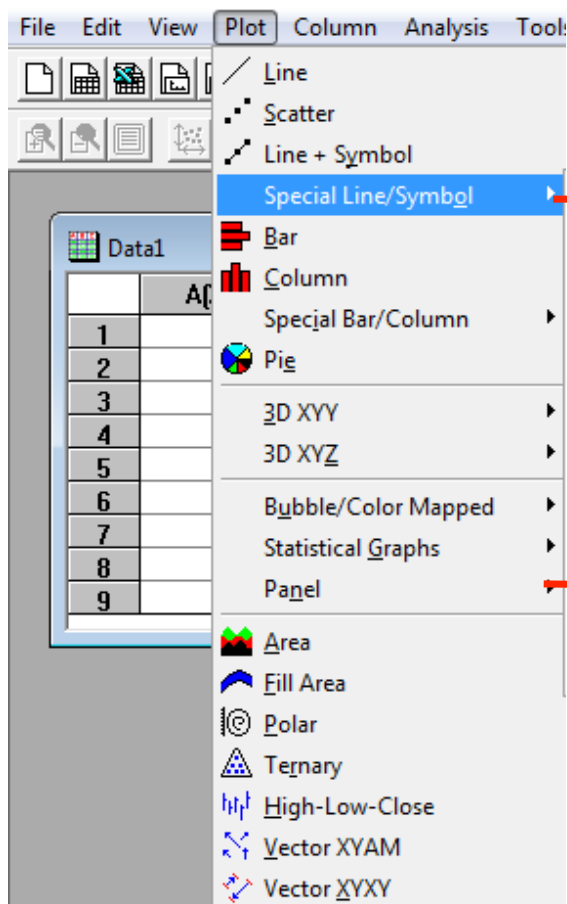 File Edit View Plot Column Analysis Tools
Line
Scatter
Line + Symbol
Special Line/Symbol
Bar
Column
Special Bar/Column
Pie
3D XYY
3D XYZ
Bubble/Color Mapped
Statistical Graphs
Panel
Area
Fill Area
Polar
Ternary
High-Low-Close
Vector XYAM
Vector XYXY
Data1
A(
1
2
3
4
5
6
7
8
9